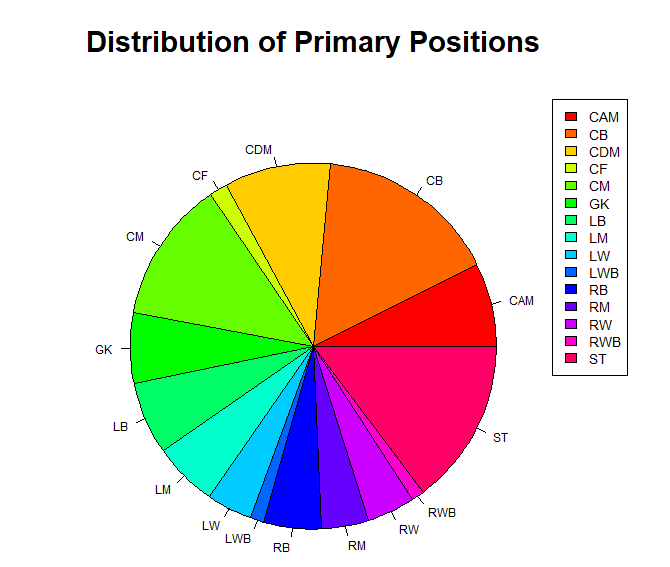 Distribution of Primary Positions
CAM
CB
CDM
CF
CM
GK
LB
LM
LW
LWB
RB
RM
RW
RWB
ST
CAM
CB
CDM
CF
CM
GK
LB
LM
LW
LWB
RB
RM
RW
RWB
ST